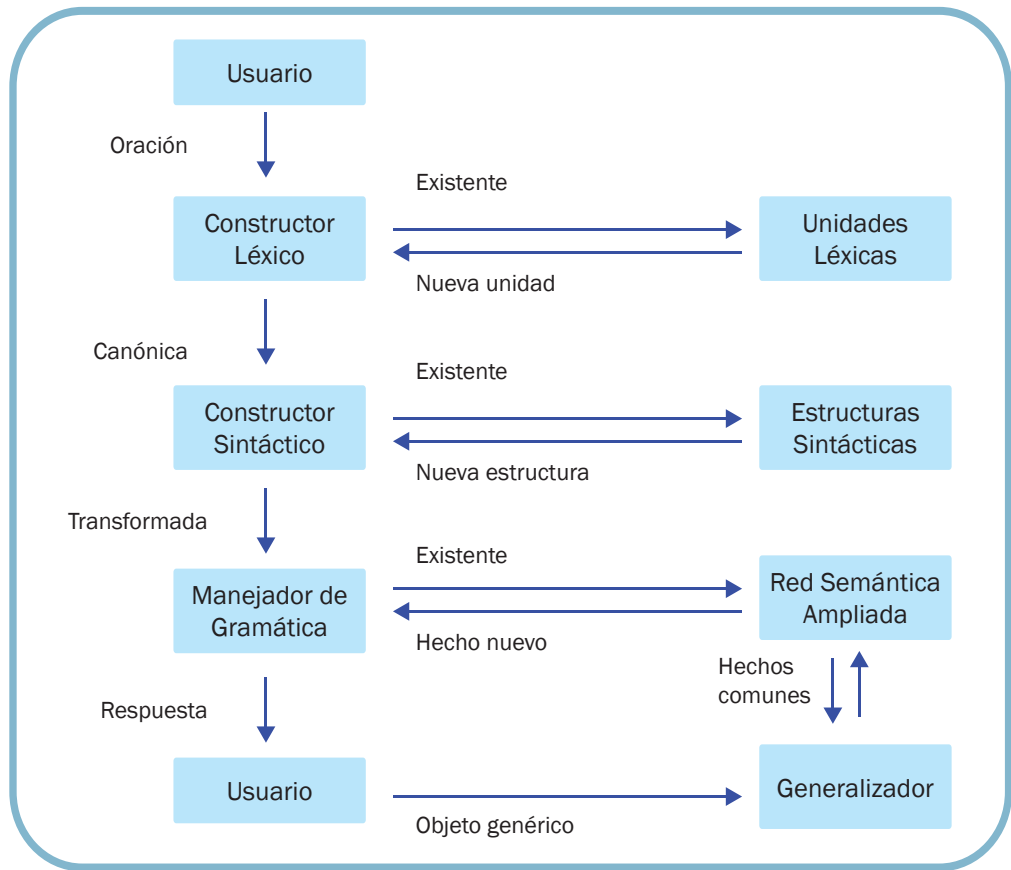 Usuario
Oración
Existente
Constructor
Léxico
Unidades
Léxicas
Nueva unidad
Canónica
Existente
Constructor
Sintáctico
Estructuras
Sintácticas
Nueva estructura
Transformada
Existente
Manejador de
Gramática
Red Semántica
Ampliada
Hecho nuevo
Hechos
comunes
Respuesta
Usuario
Generalizador
Objeto genérico